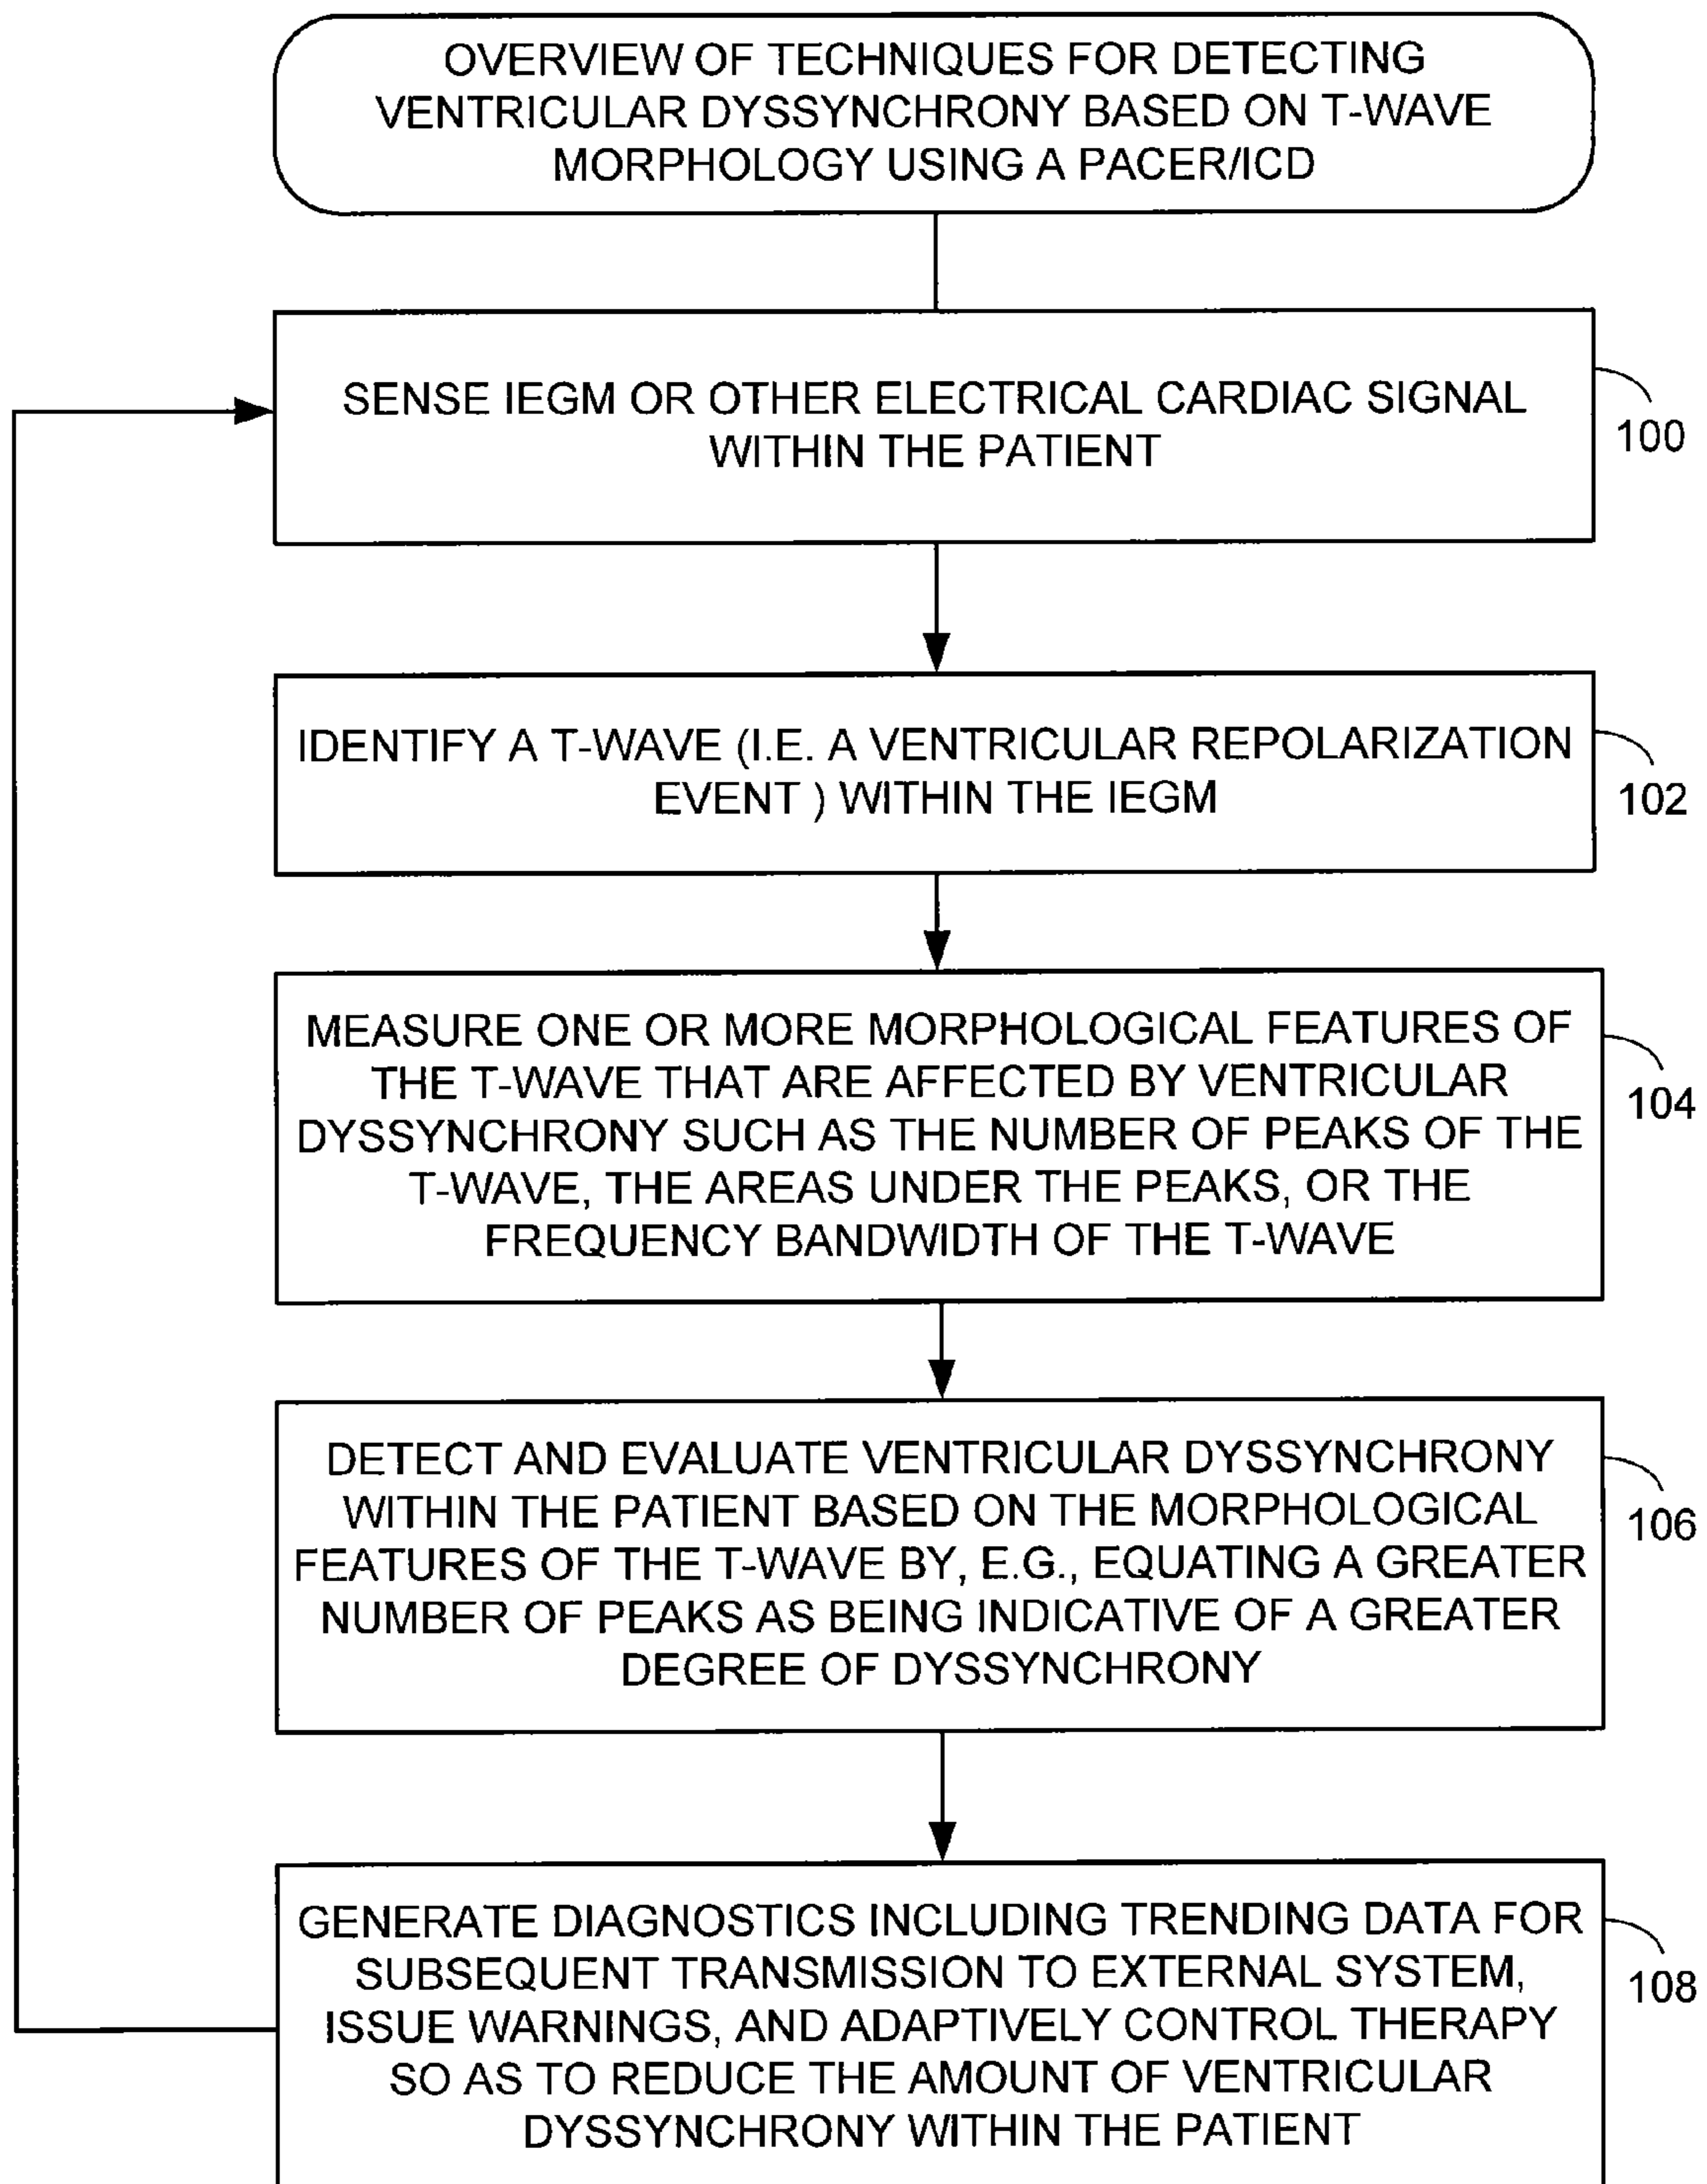 OVERVIEW OF TECHNIQUES FOR DETECTING
VENTRICULAR DYSSYNCHRONY BASED ON T-WAVE
MORPHOLOGY USING A PACER/ICD
SENSE IEGM OR OTHER ELECTRICAL CARDIAC SIGNAL
WITHIN THE PATIENT
100
IDENTIFY A T-WAVE (I.E. A VENTRICULAR REPOLARIZATION
EVENT ) WITHIN THE IEGM
102
MEASURE ONE OR MORE MORPHOLOGICAL FEATURES OF
THE T-WAVE THAT ARE AFFECTED BY VENTRICULAR
DYSSYNCHRONY SUCH AS THE NUMBER OF PEAKS OF THE
T-WAVE, THE AREAS UNDER THE PEAKS, OR THE
FREQUENCY BANDWIDTH OF THE T-WAVE
104
DETECT AND EVALUATE VENTRICULAR DYSSYNCHRONY
WITHIN THE PATIENT BASED ON THE MORPHOLOGICAL
FEATURES OF THE T-WAVE BY, E.G., EQUATING A GREATER
NUMBER OF PEAKS AS BEING INDICATIVE OF A GREATER
DEGREE OF DYSSYNCHRONY
106
GENERATE DIAGNOSTICS INCLUDING TRENDING DATA FOR
SUBSEQUENT TRANSMISSION TO EXTERNAL SYSTEM,
ISSUE WARNINGS, AND ADAPTIVELY CONTROL THERAPY
SO AS TO REDUCE THE AMOUNT OF VENTRICULAR
DYSSYNCHRONY WITHIN THE PATIENT
108